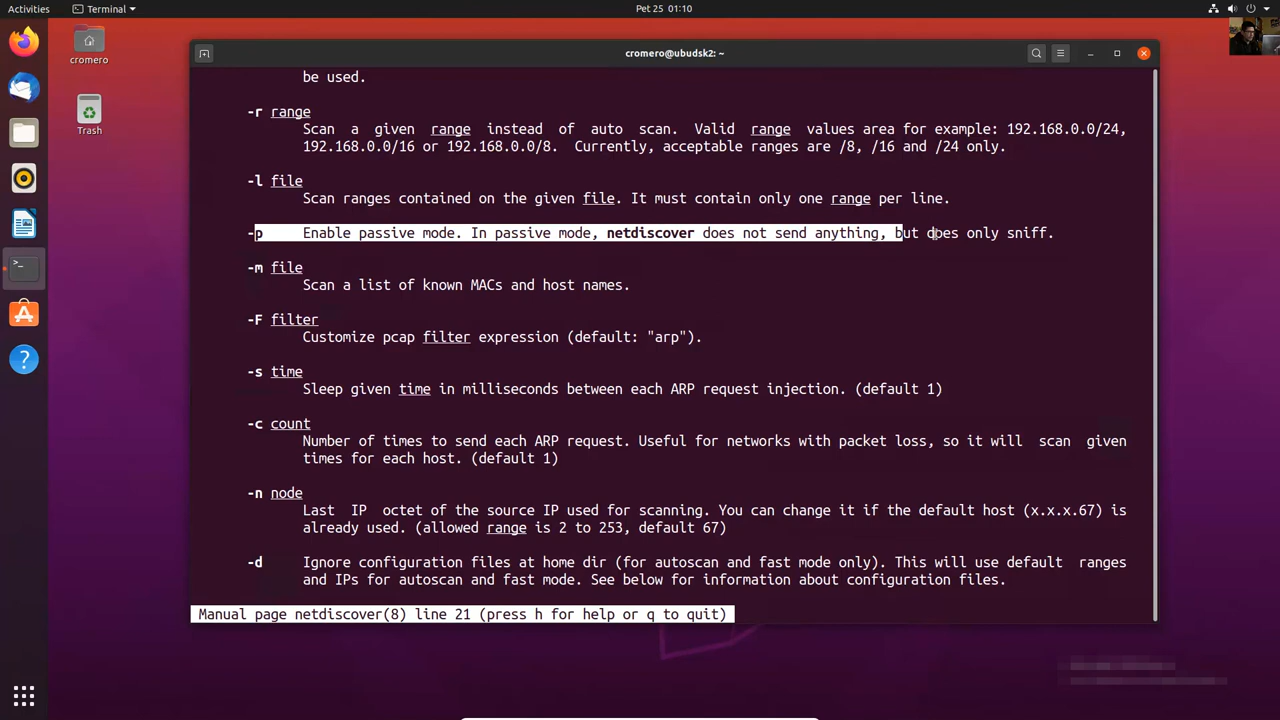 Activities
Terminal
Pet 25 01:10
cromero
Trash
cromero@ubudsk2: ~
be used.
-r range
Scan a given range instead of auto scan. Valid range values area for example: 192.168.0.0/24,
192.168.0.0/16 or 192.168.0.0/8. Currently, acceptable ranges are /8, /16 and /24 only.
-l file
Scan ranges contained on the given file. It must contain only one range per line.
-p Enable passive mode. In passive mode, netdiscover does not send anything, but does only sniff.
-m file
Scan a list of known MACs and host names.
-F filter
Customize pcap filter expression (default: "arp").
-s time
Sleep given time in milliseconds between each ARP request injection. (default 1)
-c count
Number of times to send each ARP request. Useful for networks with packet loss, so it will scan given
times for each host. (default 1)
-n node
Last IP octet of the source IP used for scanning. You can change it if the default host (x.x.x.67) is
already used. (allowed range is 2 to 253, default 67)
-d Ignore configuration files at home dir (for autoscan and fast mode only). This will use default ranges
and IPs for autoscan and fast mode. See below for information about configuration files.
Manual page netdiscover(8) line 21 (press h for help or q to quit)